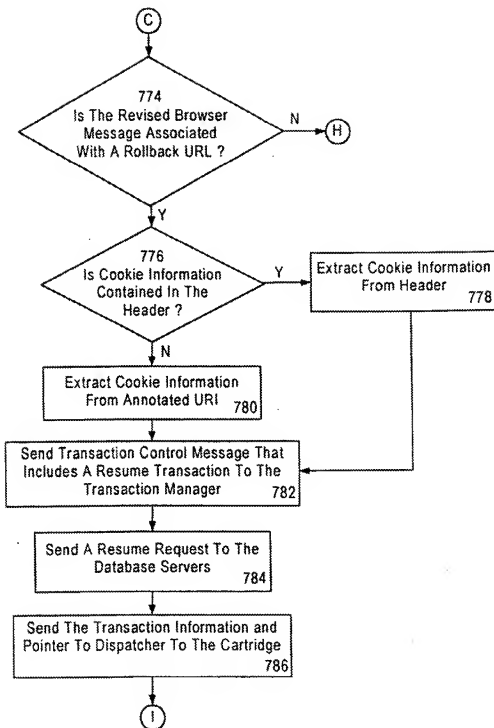 C
774
Is The Revised Browser
Message Associated
With A Rollback URL ?
N
H
Y
776
Is Cookie Information
Contained In The
Header ?
Y
Extract Cookie Information
From Header
778
N
Extract Cookie Information
From Annotated URI
780
Send Transaction Control Message That
Includes A Resume Transaction To The
Transaction Manager
782
Send A Resume Request To The
Database Servers
784
Send The Transaction Information and
Pointer To Dispatcher To The Cartridge
786
I